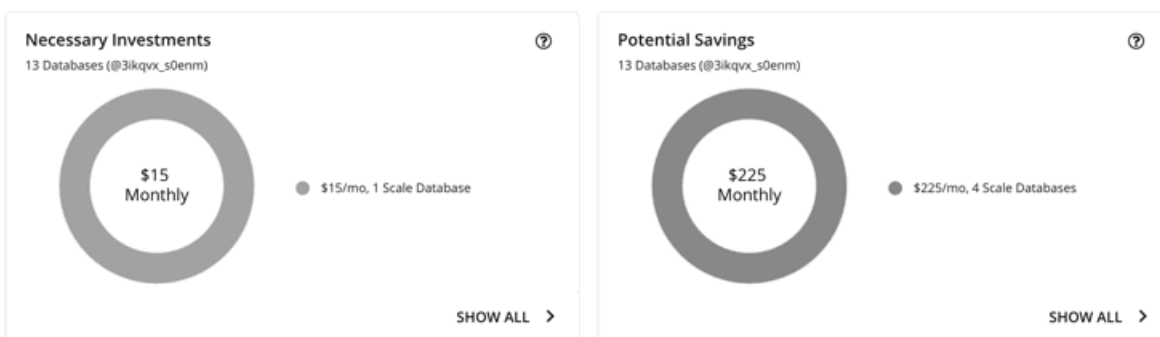 Necessary Investments
13 Databases (@3ikqvx_s0enm)
$15
Monthly
$15/mo, 1 Scale Database
SHOW ALL
Potential Savings
13 Databases (@3ikqvx_s0enm)
$225
Monthly
$225/mo, 4 Scale Databases
SHOW ALL